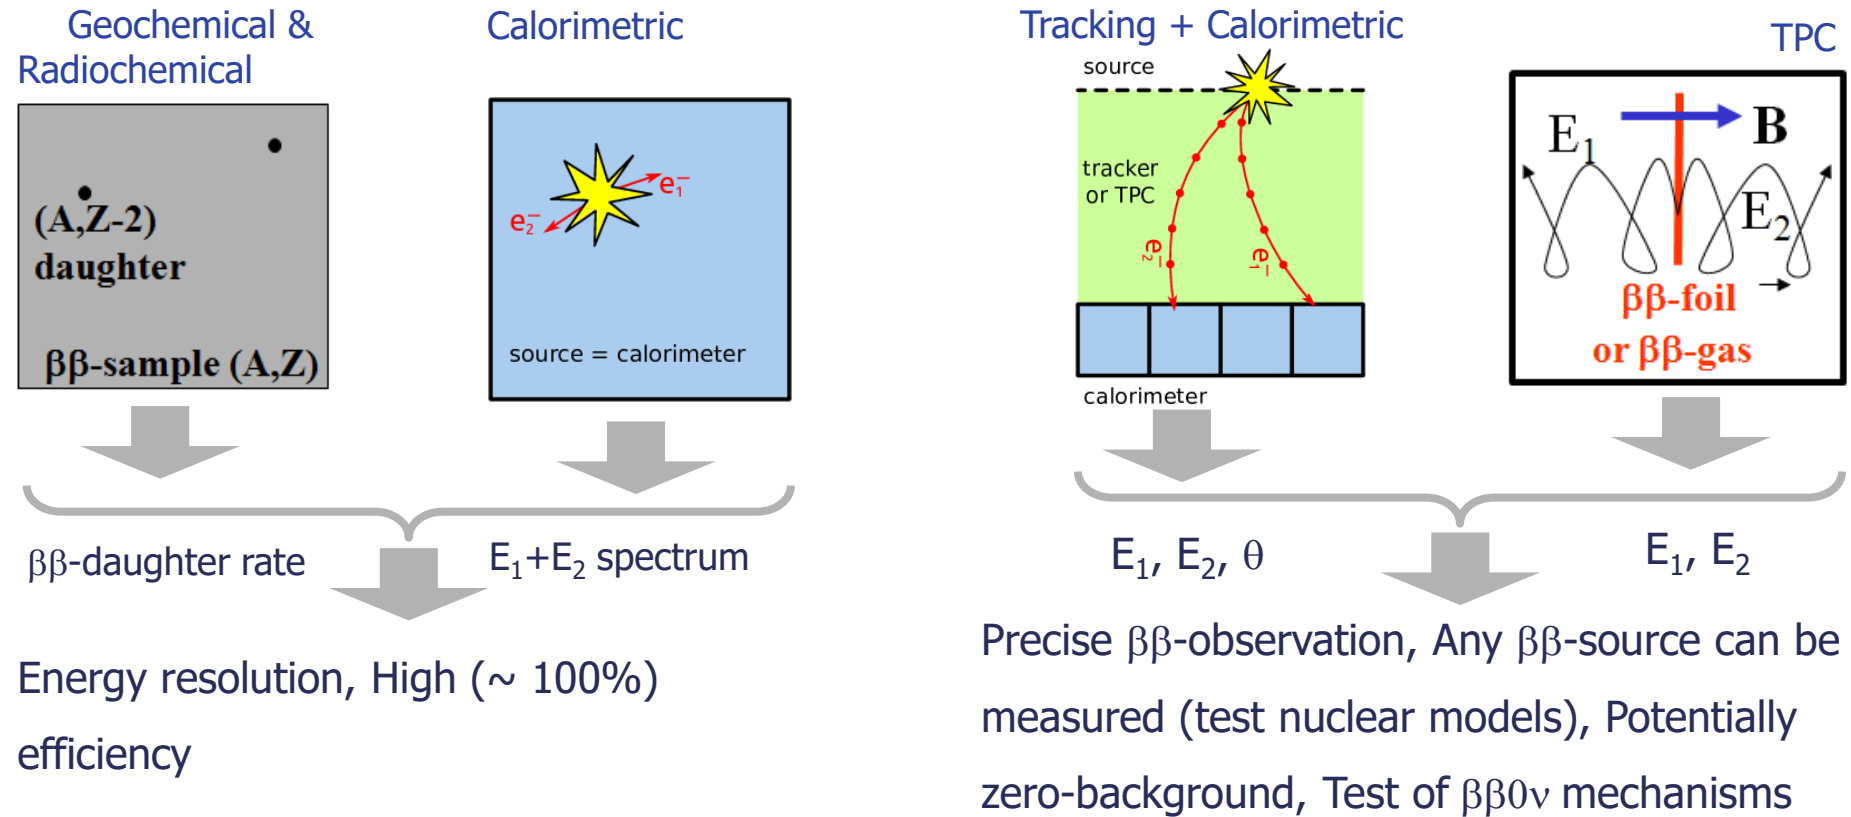 Geochemical &
Radiochemical
(A,Z-2)
daughter
ββ-sample (A,Z)
Calorimetric
e₁⁻
e₂⁻
source = calorimeter
Tracking + Calorimetric
source
tracker
or TPC
e₂⁻
e₁⁻
calorimeter
TPC
E₁
B
E₂
ββ-foil
or ββ-gas
ββ-daughter rate
E₁+E₂ spectrum
E₁, E₂, θ
E₁, E₂
Energy resolution, High (~ 100%)
efficiency
Precise ββ-observation, Any ββ-source can be
measured (test nuclear models), Potentially
zero-background, Test of ββ0ν mechanisms